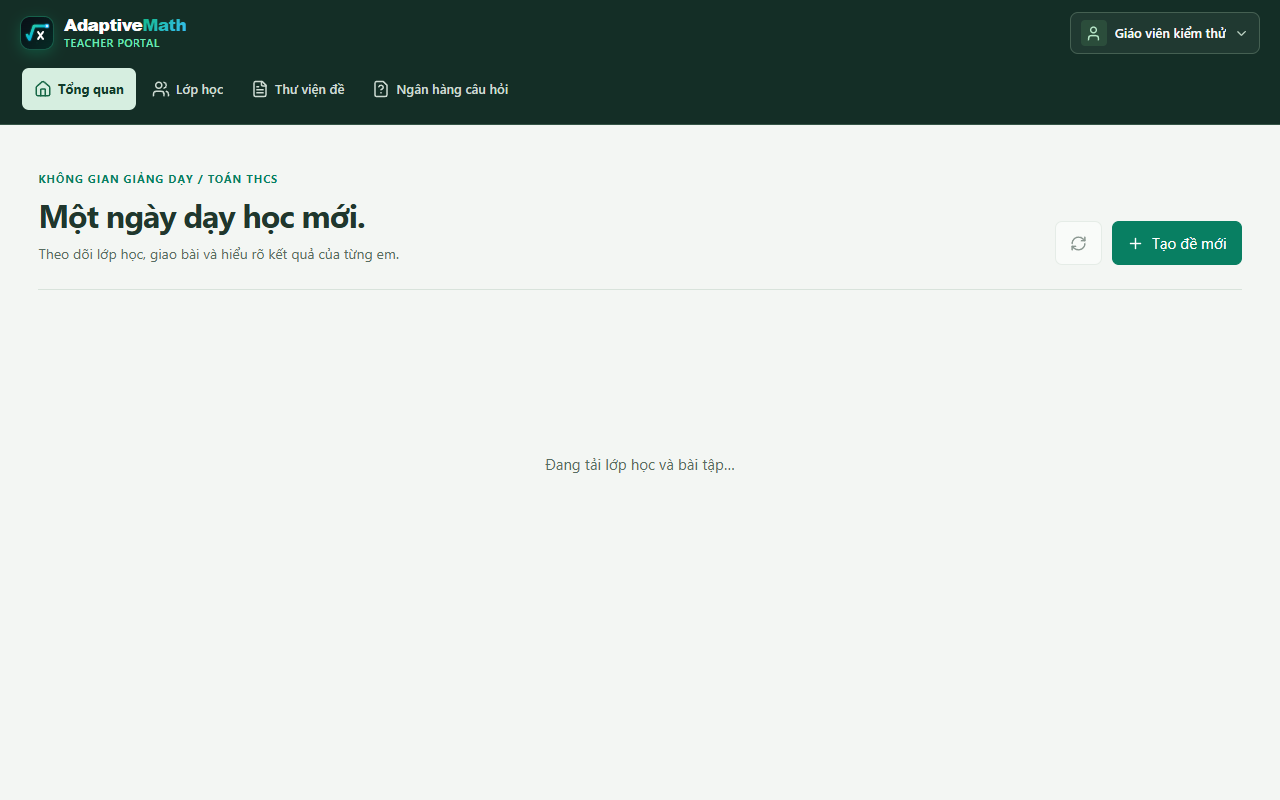 AdaptiveMath
TEACHER PORTAL
Giáo viên kiểm thử
Tổng quan
Lớp học
Thư viện đề
Ngân hàng câu hỏi
KHÔNG GIAN GIẢNG DẠY / TOÁN THCS
Một ngày dạy học mới.
Theo dõi lớp học, giao bài và hiểu rõ kết quả của từng em.
Tạo đề mới
Đang tải lớp học và bài tập...